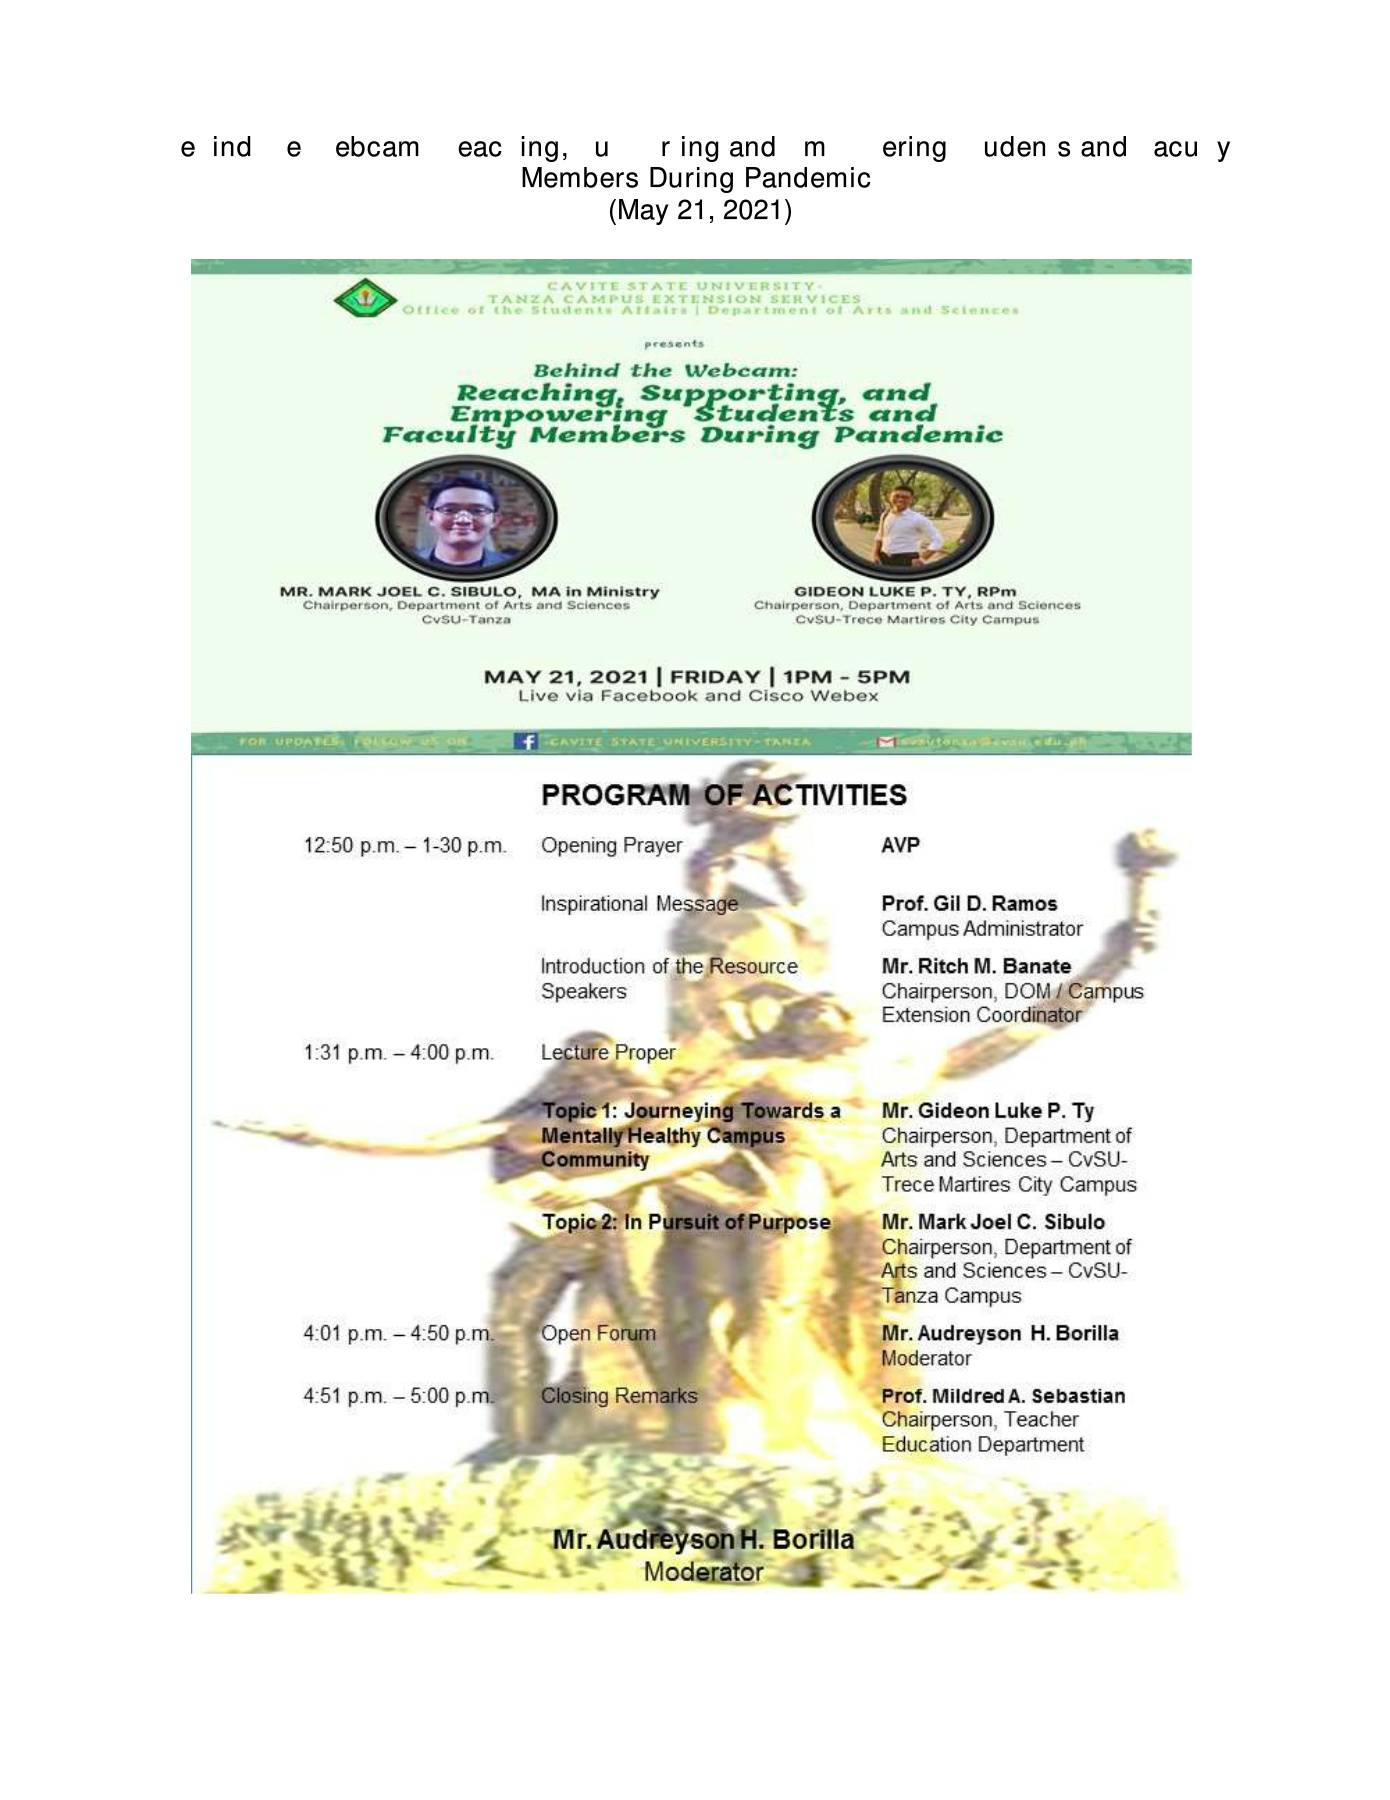 e ind e ebcam eac ing, u r ing and m ering uden s and acu y
Members During Pandemic
(May 21, 2021)
CAVITE STATE UNIVERSITY-
TANZA CAMPUS EXTENSION SERVICES
Office of the Students Affairs | Department of Arts and Sciences
presents
Behind the Webcam:
Reaching, Supporting, and
Empowering Students and
Faculty Members During Pandemic
MR. MARK JOEL C. SIBULO, MA in Ministry
Chairperson, Department of Arts and Sciences
CvSU-Tanza
GIDEON LUKE P. TY, RPm
Chairperson, Department of Arts and Sciences
CvSU-Trece Martires City Campus
MAY 21, 2021 | FRIDAY | 1PM - 5PM
Live via Facebook and Cisco Webex
FOR UPDATES, FOLLOW US ON f CAVITE STATE UNIVERSITY-TANZA cvsutanza@cvsu.edu.ph
PROGRAM OF ACTIVITIES
12:50 p.m. – 1-30 p.m. Opening Prayer AVP
Inspirational Message Prof. Gil D. Ramos
Campus Administrator
Introduction of the Resource Mr. Ritch M. Banate
Speakers Chairperson, DOM / Campus
Extension Coordinator
1:31 p.m. – 4:00 p.m. Lecture Proper
Topic 1: Journeying Towards a Mr. Gideon Luke P. Ty
Mentally Healthy Campus Chairperson, Department of
Community Arts and Sciences – CvSU-
Trece Martires City Campus
Topic 2: In Pursuit of Purpose Mr. Mark Joel C. Sibulo
Chairperson, Department of
Arts and Sciences – CvSU-
Tanza Campus
4:01 p.m. – 4:50 p.m. Open Forum Mr. Audreyson H. Borilla
Moderator
4:51 p.m. – 5:00 p.m. Closing Remarks Prof. Mildred A. Sebastian
Chairperson, Teacher
Education Department
Mr. Audreyson H. Borilla
Moderator